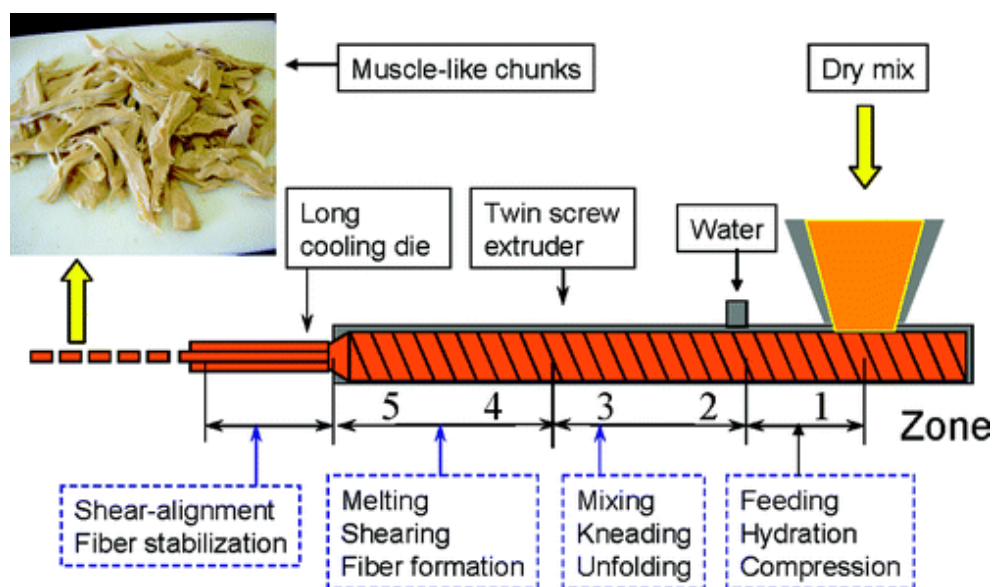 Muscle-like chunks
Dry mix
Long
cooling die
Twin screw
extruder
Water
5 4 3 2 1
Zone
Shear-alignment
Fiber stabilization
Melting
Shearing
Fiber formation
Mixing
Kneading
Unfolding
Feeding
Hydration
Compression